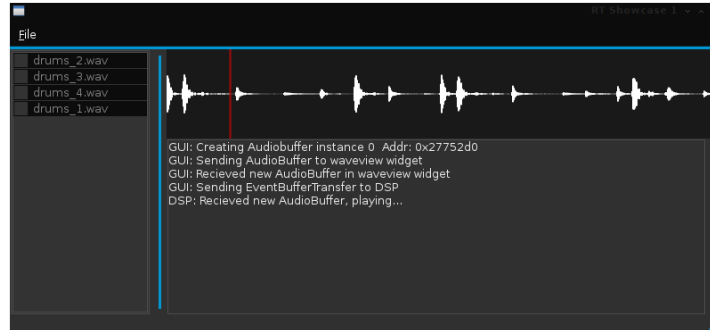 RT Showcase 1
File
drums_2.wav
drums_3.wav
drums_4.wav
drums_1.wav
GUI: Creating Audiobuffer instance 0  Addr: 0x27752d0
GUI: Sending AudioBuffer to waveview widget
GUI: Recieved new AudioBuffer in waveview widget
GUI: Sending EventBufferTransfer to DSP
DSP: Recieved new AudioBuffer, playing...